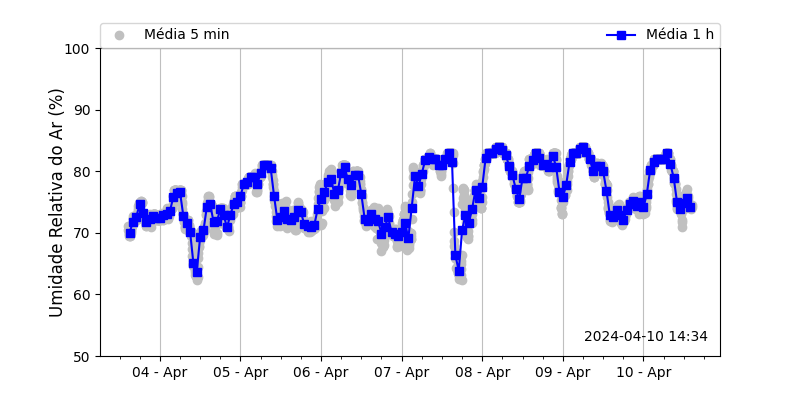 Média 5 min
Média 1 h
100
90
80
70
60
50
Umidade Relativa do Ar (%)
2024-04-10 14:34
04 - Apr
05 - Apr
06 - Apr
07 - Apr
08 - Apr
09 - Apr
10 - Apr